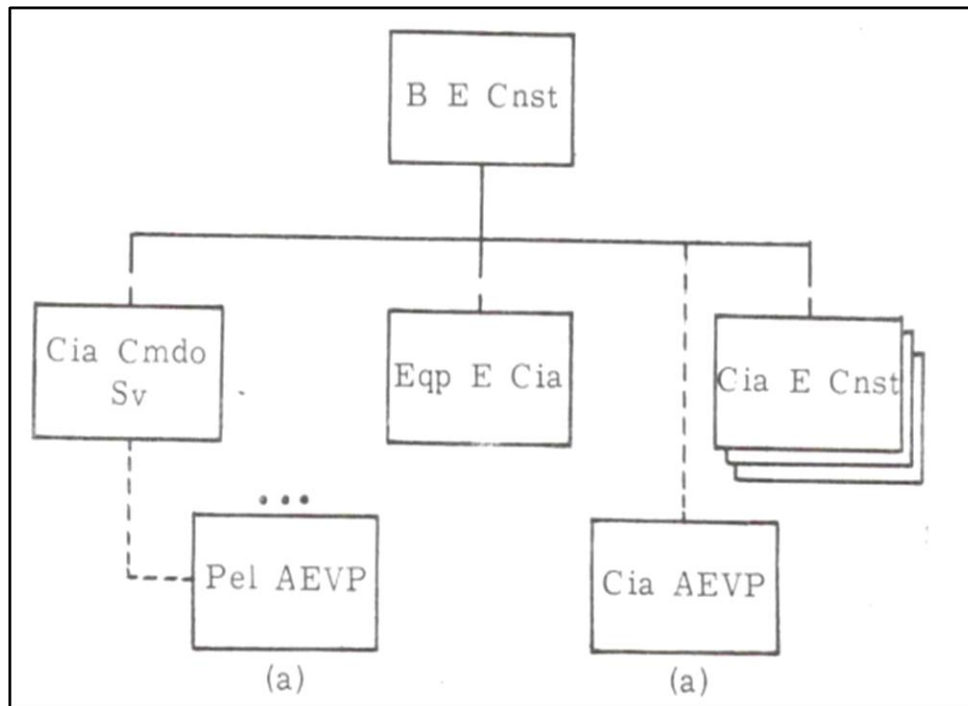 B E Cnst
Cia Cmdo
Sv
Eqp E Cia
Cia E Cnst
•••
Pel AEVP
Cia AEVP
(a)
(a)